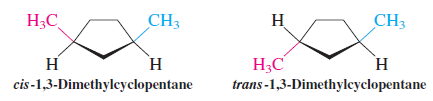 H₃C CH₃ H CH₃
H H H₃C H
cis-1,3-Dimethylcyclopentane trans-1,3-Dimethylcyclopentane